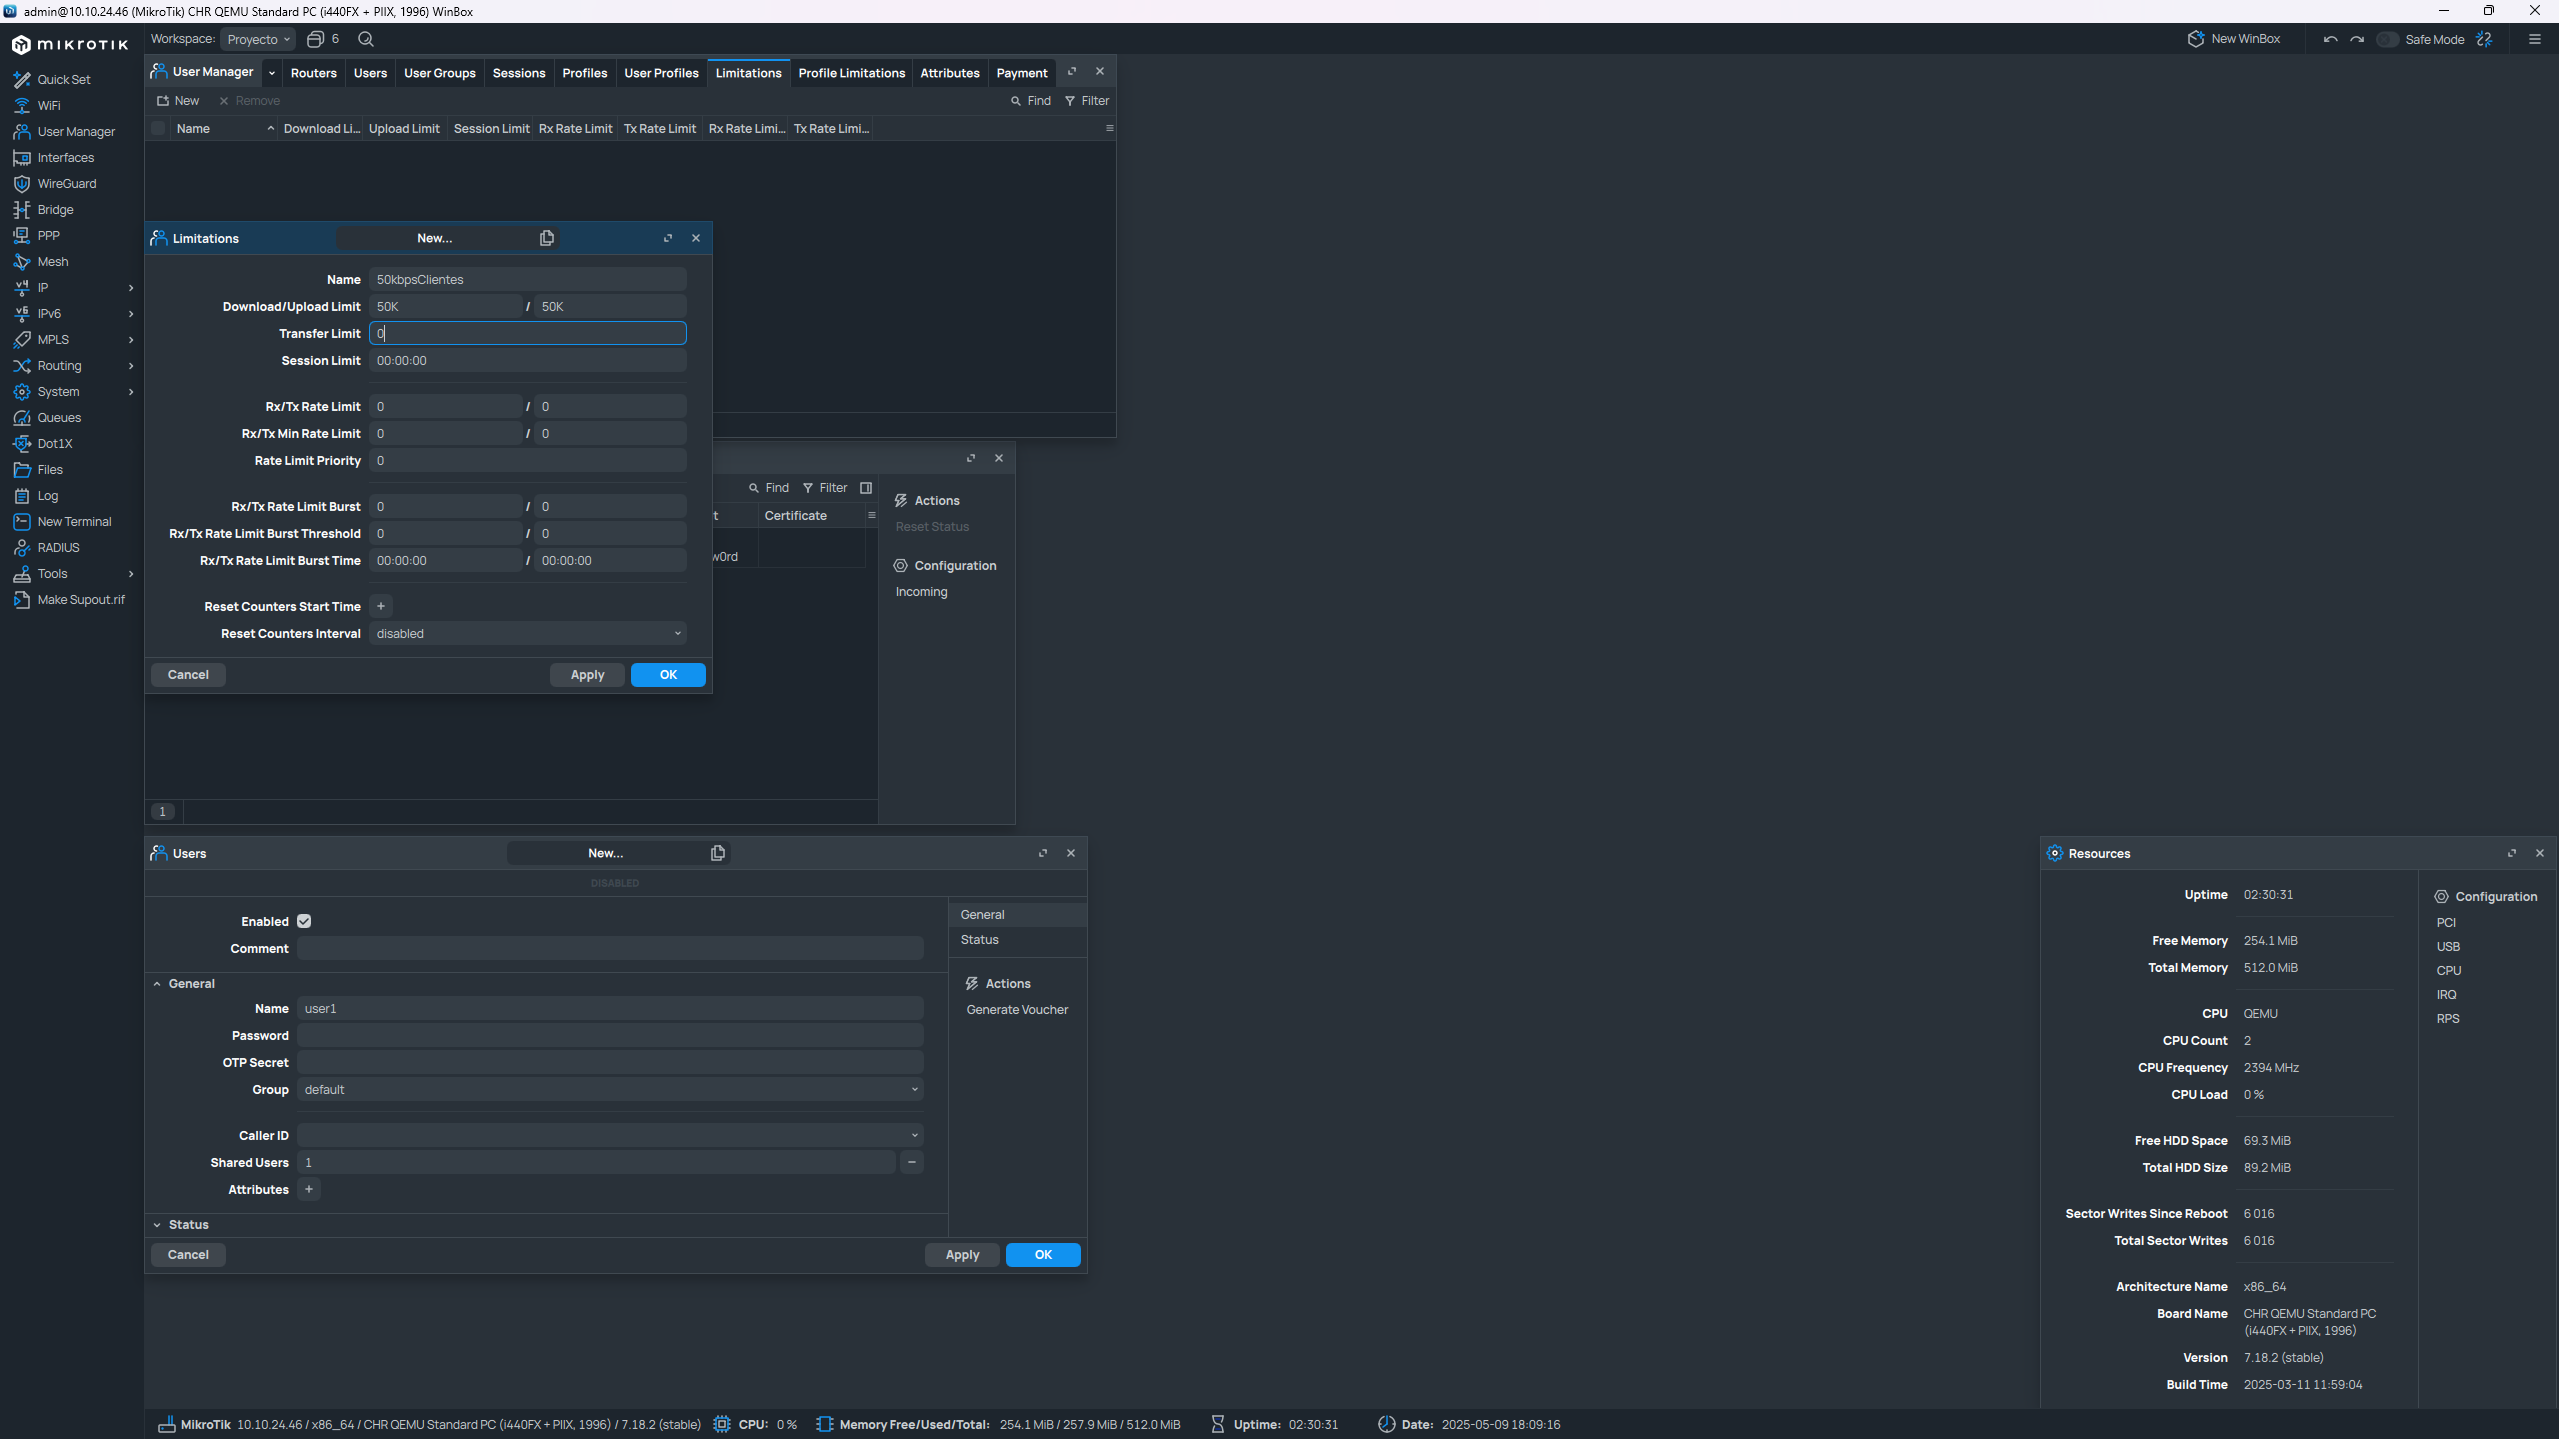 admin@10.10.24.46 (MikroTik) CHR QEMU Standard PC (i440FX + PIIX, 1996) WinBox
MikroTik
Workspace: Proyecto 6
New WinBox Safe Mode
Quick Set
WiFi
User Manager
Interfaces
WireGuard
Bridge
PPP
Mesh
IP
IPv6
MPLS
Routing
System
Queues
Dot1X
Files
Log
New Terminal
RADIUS
Tools
Make Supout.rif
User Manager Routers Users User Groups Sessions Profiles User Profiles Limitations Profile Limitations Attributes Payment
New Remove Find Filter
Name Download Li... Upload Limit Session Limit Rx Rate Limit Tx Rate Limit Rx Rate Limi... Tx Rate Limi...
Limitations New...
Name 50kbpsClientes
Download/Upload Limit 50K / 50K
Transfer Limit 0
Session Limit 00:00:00
Rx/Tx Rate Limit 0 / 0
Rx/Tx Min Rate Limit 0 / 0
Rate Limit Priority 0
Rx/Tx Rate Limit Burst 0 / 0
Rx/Tx Rate Limit Burst Threshold 0 / 0
Rx/Tx Rate Limit Burst Time 00:00:00 / 00:00:00
Reset Counters Start Time +
Reset Counters Interval disabled
Cancel Apply OK
Find Filter
t Certificate
w0rd
Actions
Reset Status
Configuration
Incoming
1
Users New...
DISABLED
Enabled
Comment
General
Name user1
Password
OTP Secret
Group default
Caller ID
Shared Users 1 −
Attributes +
Status
General
Status
Actions
Generate Voucher
Cancel Apply OK
Resources
Uptime 02:30:31
Free Memory 254.1 MiB
Total Memory 512.0 MiB
CPU QEMU
CPU Count 2
CPU Frequency 2394 MHz
CPU Load 0 %
Free HDD Space 69.3 MiB
Total HDD Size 89.2 MiB
Sector Writes Since Reboot 6 016
Total Sector Writes 6 016
Architecture Name x86_64
Board Name CHR QEMU Standard PC
(i440FX + PIIX, 1996)
Version 7.18.2 (stable)
Build Time 2025-03-11 11:59:04
Configuration
PCI
USB
CPU
IRQ
RPS
MikroTik 10.10.24.46 / x86_64 / CHR QEMU Standard PC (i440FX + PIIX, 1996) / 7.18.2 (stable) CPU: 0 % Memory Free/Used/Total: 254.1 MiB / 257.9 MiB / 512.0 MiB Uptime: 02:30:31 Date: 2025-05-09 18:09:16